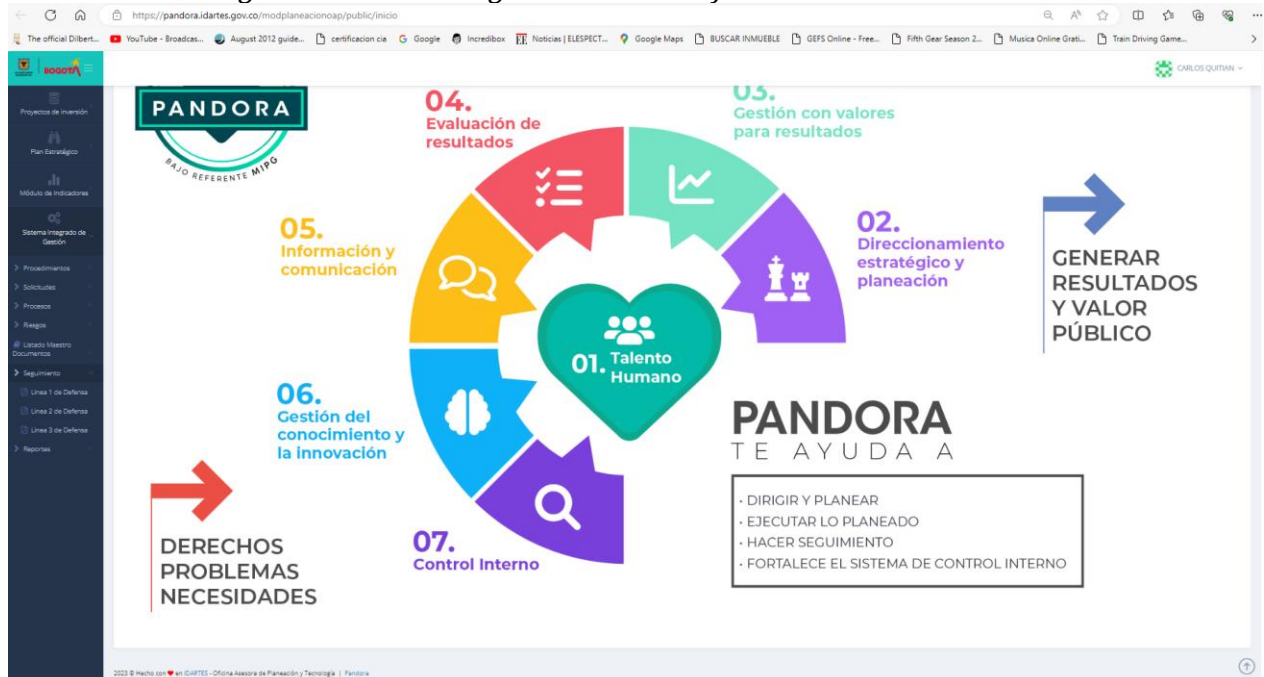 https://pandora.idartes.gov.co/modplaneacionoap/public/inicio
The official Dilbert...
YouTube - Broadcas...
August 2012 guide...
certificacion cia
Google
Incredibox
Noticias | ELESPECT...
Google Maps
BUSCAR INMUEBLE
GEFS Online - Free...
Fifth Gear Season 2...
Musica Online Grati...
Train Driving Game...
BOGOTÁ
CARLOS QUITIAN
Proyectos de inversión
Plan Estratégico
Módulo de Indicadores
Sistema Integrado de
Gestión
Procedimientos
Solicitudes
Procesos
Riesgos
Listado Maestro
Documentos
Seguimiento
Linea 1 de Defensa
Linea 2 de Defensa
Linea 3 de Defensa
Reportes
PANDORA
BAJO REFERENTE MIPG
04.
Evaluación de
resultados
03.
Gestión con valores
para resultados
05.
Información y
comunicación
02.
Direccionamiento
estratégico y
planeación
GENERAR
RESULTADOS
Y VALOR
PÚBLICO
01. Talento
Humano
06.
Gestión del
conocimiento y
la innovación
PANDORA
TE AYUDA A
• DIRIGIR Y PLANEAR
• EJECUTAR LO PLANEADO
• HACER SEGUIMIENTO
• FORTALECE EL SISTEMA DE CONTROL INTERNO
07.
Control Interno
DERECHOS
PROBLEMAS
NECESIDADES
2023 © Hecho con ❤ en IDARTES - Oficina Asesora de Planeación y Tecnología | Pandora